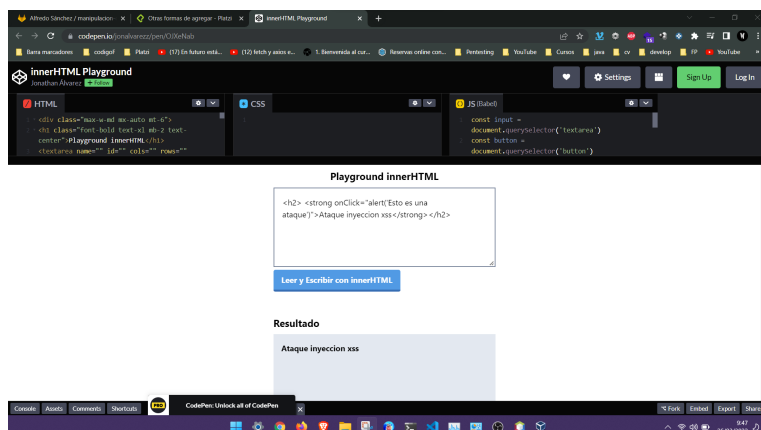 Alfredo Sánchez / manipulacion
Otras formas de agregar - Platzi
innerHTML Playground
codepen.io/jonalvarezz/pen/OJXeNab
Barra marcadores
codigoF
Platzi
(17) En futuro está...
(12) fetch y axios e...
1. Bienvenida al cur...
Reservas online con...
Pentesting
YouTube
Cursos
java
cv
develop
FP
YouTube
innerHTML Playground
Jonathan Álvarez + Follow
Settings
Sign Up
Log In
HTML
CSS
JS (Babel)
<div class="max-w-md mx-auto mt-6">
<h1 class="font-bold text-xl mb-2 text-
center">Playground innerHTML</h1>
<textarea name="" id="" cols="" rows=""
const input =
document.querySelector('textarea')
const button =
document.querySelector('button')
Playground innerHTML
<h2> <strong onClick="alert('Esto es una
ataque')">Ataque inyeccion xss</strong></h2>
Leer y Escribir con innerHTML
Resultado
Ataque inyeccion xss
Console
Assets
Comments
Shortcuts
PRO
CodePen: Unlock all of CodePen
x
Fork
Embed
Export
Share
9:47